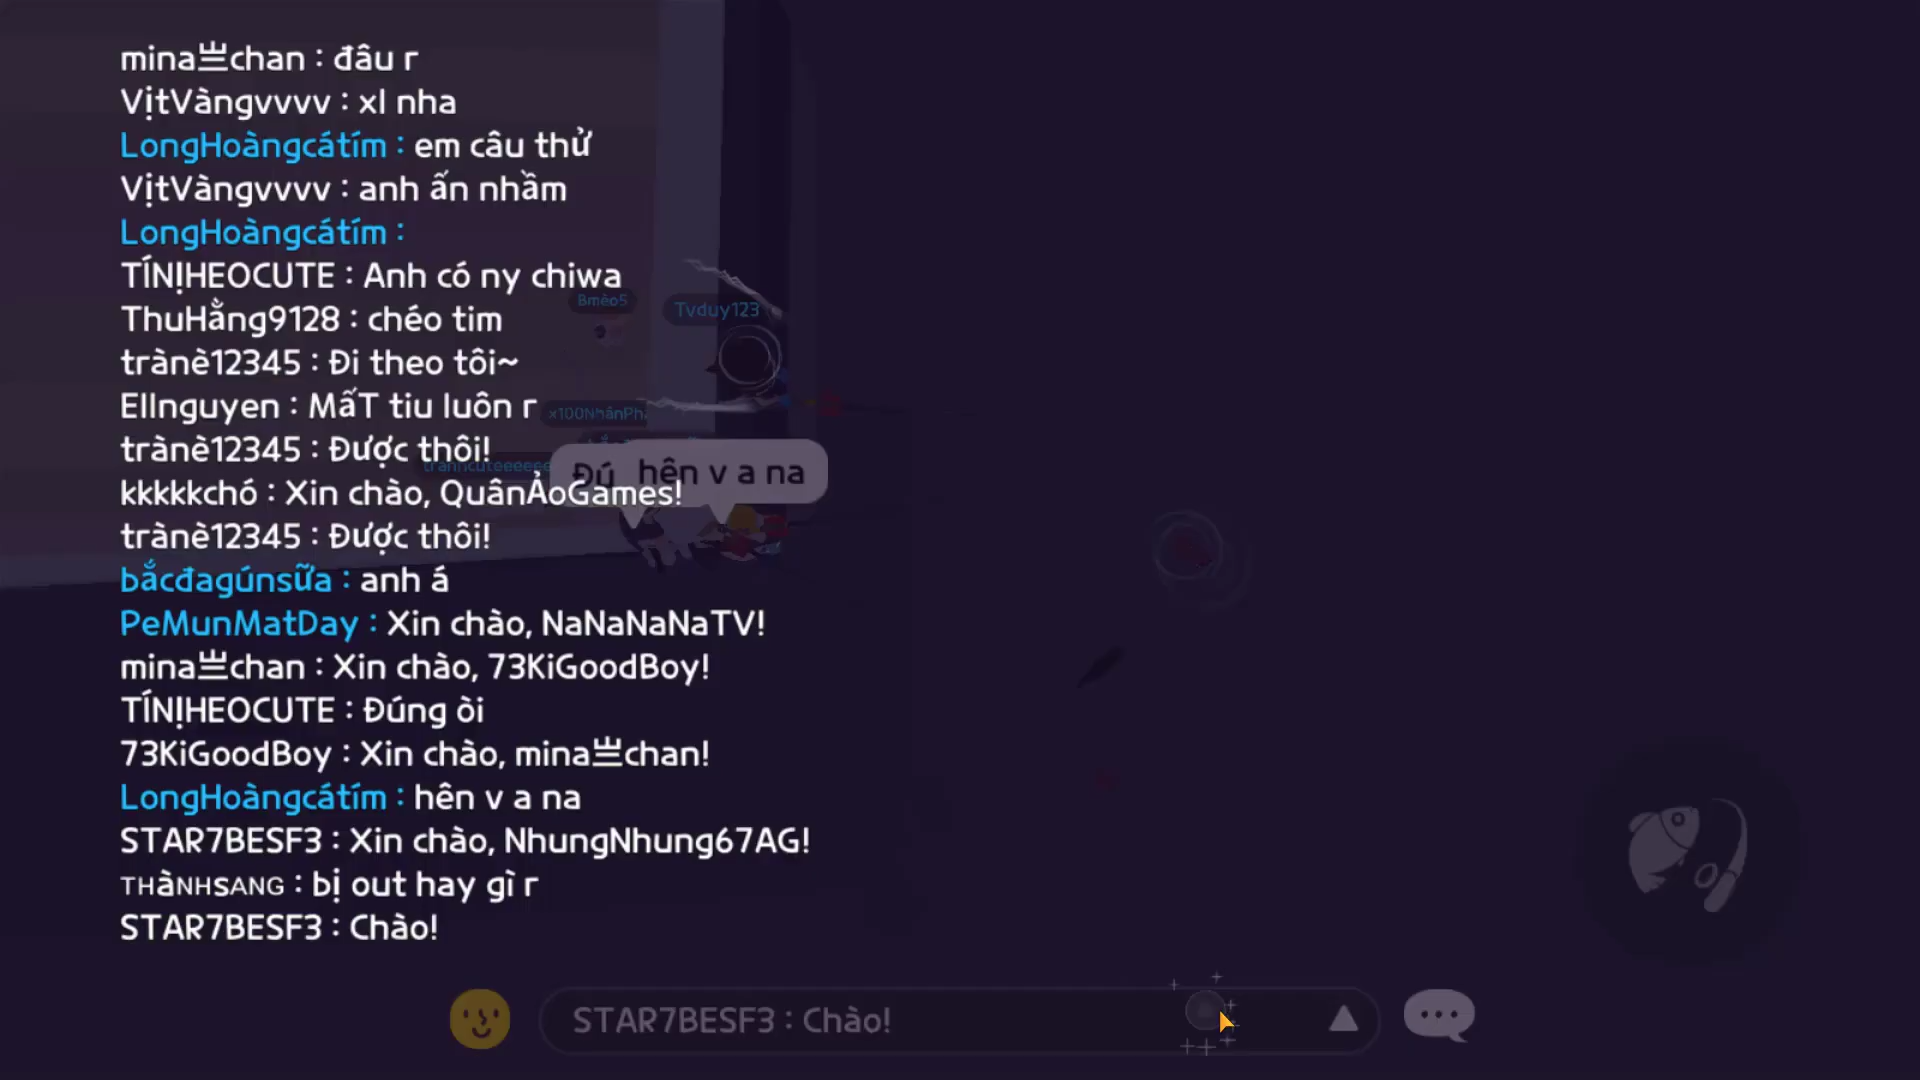 mina亗chan : đâu r
VịtVàngvvvv : xl nha
LongHoàngcátím : em câu thử
VịtVàngvvvv : anh ấn nhầm
LongHoàngcátím :
TÍNỊHEOCUTE : Anh có ny chiwa
Bmèo5
Tvduy123
ThuHằng9128 : chéo tim
trànè12345 : Đi theo tôi~
Ellnguyen : MấT tiu luôn r
trànè12345 : Được thôi!
Đú hên v a na
kkkkkchó : Xin chào, QuânẢoGames!
trànè12345 : Được thôi!
bắcđagúnsữa : anh á
PeMunMatDay : Xin chào, NaNaNaNaTV!
mina亗chan : Xin chào, 73KiGoodBoy!
TÍNỊHEOCUTE : Đúng òi
73KiGoodBoy : Xin chào, mina亗chan!
LongHoàngcátím : hên v a na
STAR7BESF3 : Xin chào, NhungNhung67AG!
ᴛʜàɴʜsᴀɴɢ : bị out hay gì r
STAR7BESF3 : Chào!
STAR7BESF3 : Chào!